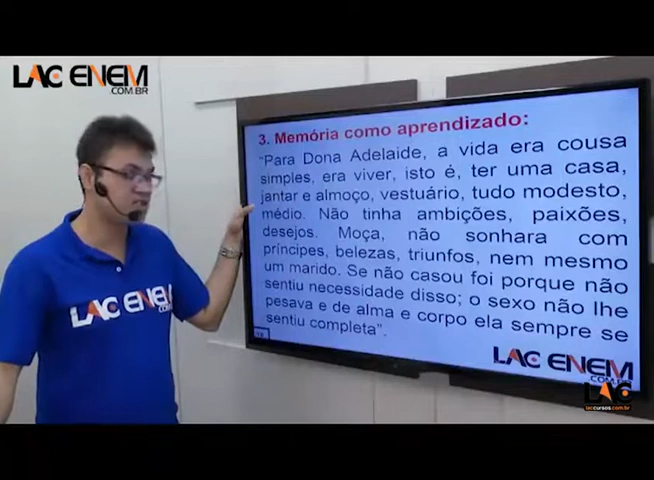 LAC ENEM
.COM.BR
3. Memória como aprendizado:
“Para Dona Adelaide, a vida era cousa
simples, era viver, isto é, ter uma casa,
jantar e almoço, vestuário, tudo modesto,
médio. Não tinha ambições, paixões,
desejos. Moça, não sonhara com
príncipes, belezas, triunfos, nem mesmo
um marido. Se não casou foi porque não
sentiu necessidade disso; o sexo não lhe
pesava e de alma e corpo ela sempre se
sentiu completa”.
LAC ENEM
.COM.BR
LAC ENEM
.COM.BR
LAC
laccursos.com.br